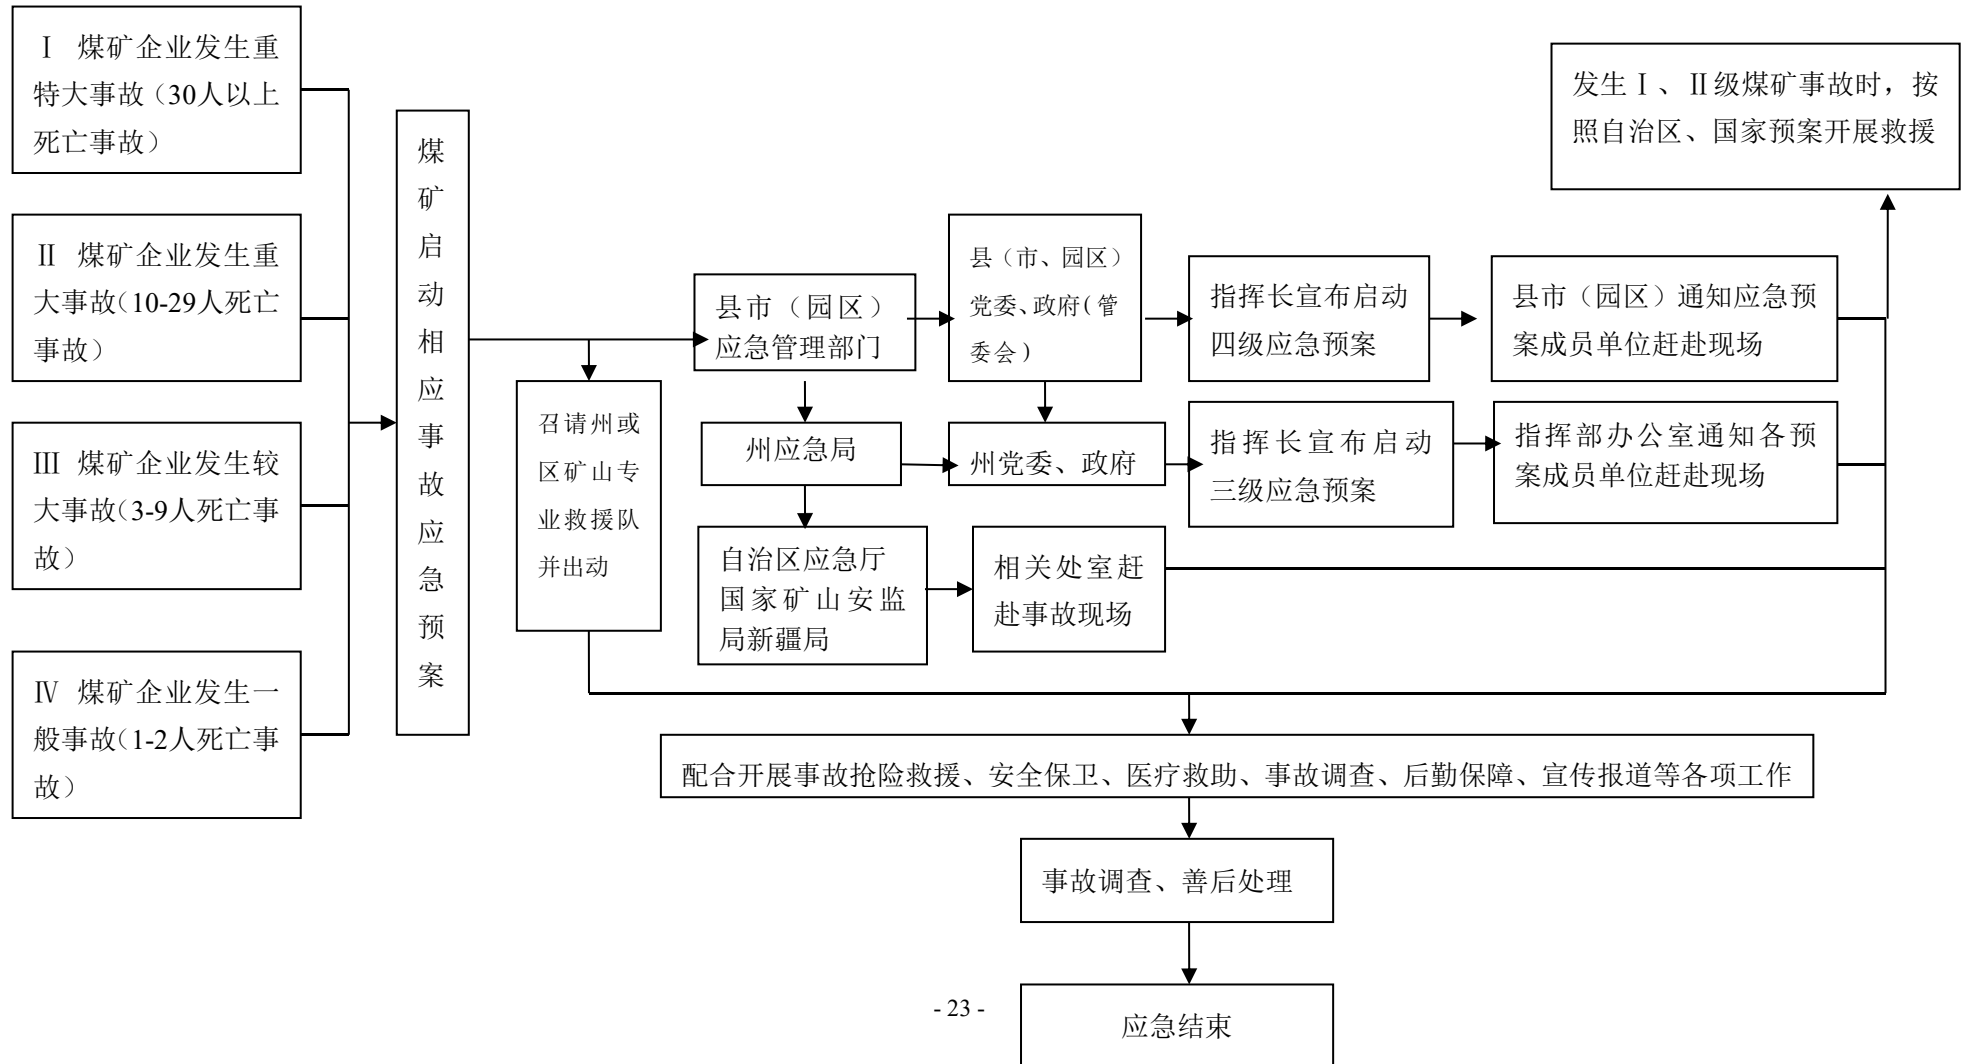 Ⅰ 煤矿企业发生重
特大事故（30人以上
死亡事故）
Ⅱ 煤矿企业发生重
大事故（10-29人死亡
事故）
Ⅲ 煤矿企业发生较
大事故（3-9人死亡事
故）
Ⅳ 煤矿企业发生一
般事故（1-2人死亡事
故）
煤
矿
启
动
相
应
事
故
应
急
预
案
召请州或
区矿山专
业救援队
并出动
县市（园区）
应急管理部门
州应急局
自治区应急厅
国家矿山安监
局新疆局
县（市、园区）
党委、政府（管
委会）
州党委、政府
相关处室赶
赴事故现场
指挥长宣布启动
四级应急预案
指挥长宣布启动
三级应急预案
县市（园区）通知应急预
案成员单位赶赴现场
指挥部办公室通知各预
案成员单位赶赴现场
发生Ⅰ、Ⅱ级煤矿事故时，按
照自治区、国家预案开展救援
配合开展事故抢险救援、安全保卫、医疗救助、事故调查、后勤保障、宣传报道等各项工作
事故调查、善后处理
应急结束
- 23 -